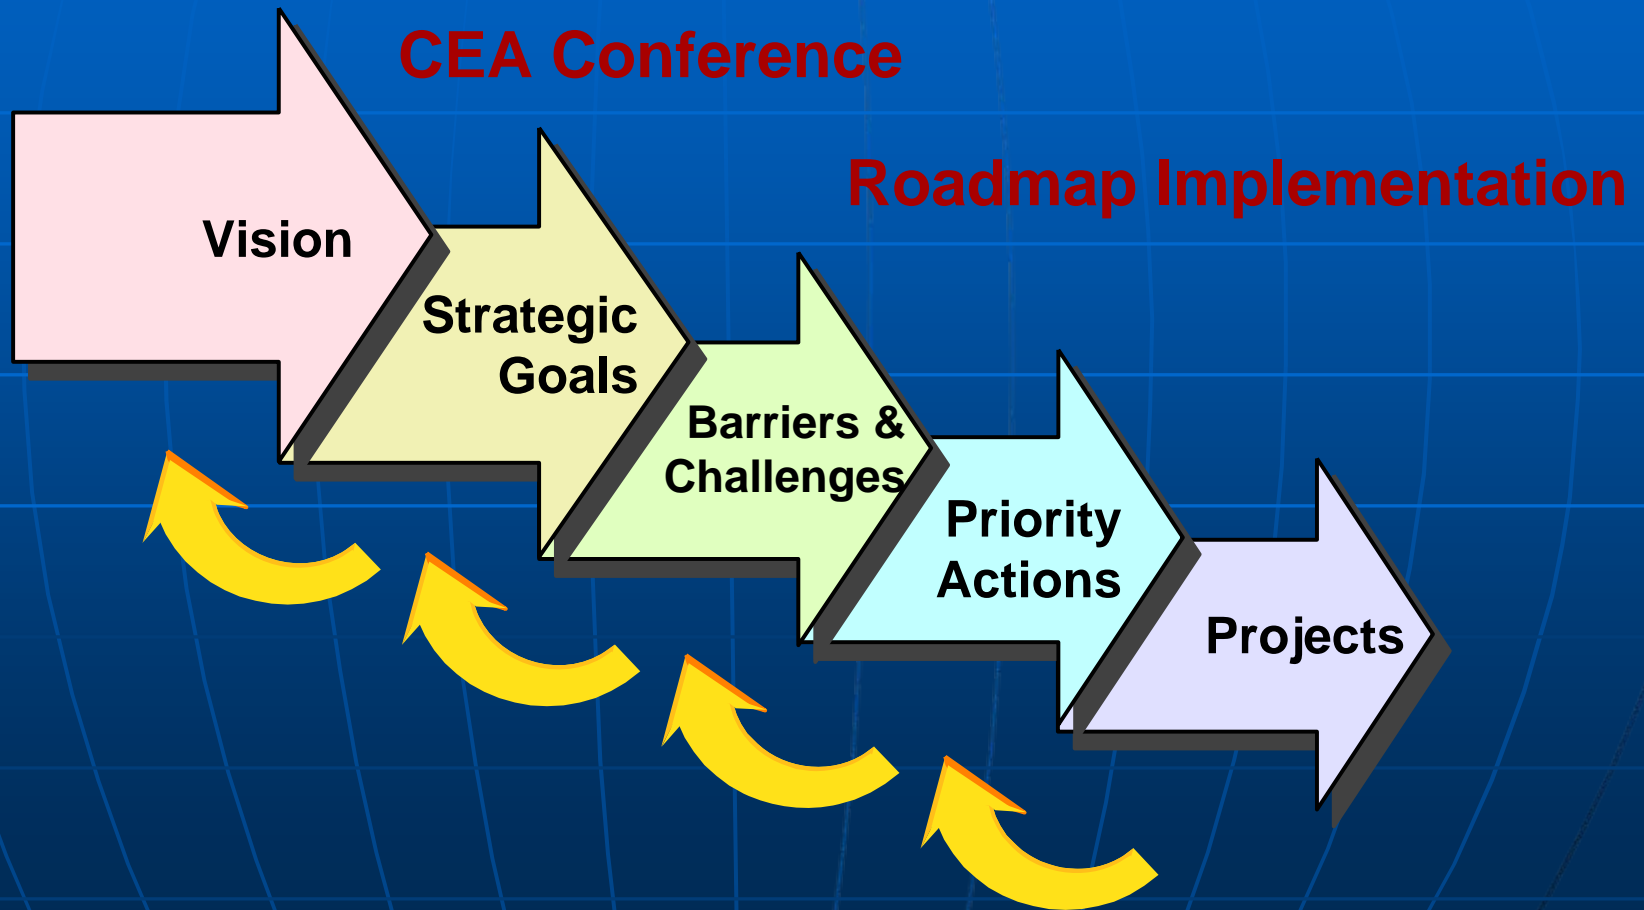 CEA Conference
Roadmap Implementation
Vision
Strategic
Goals
Barriers &
Challenges
Priority
Actions
Projects